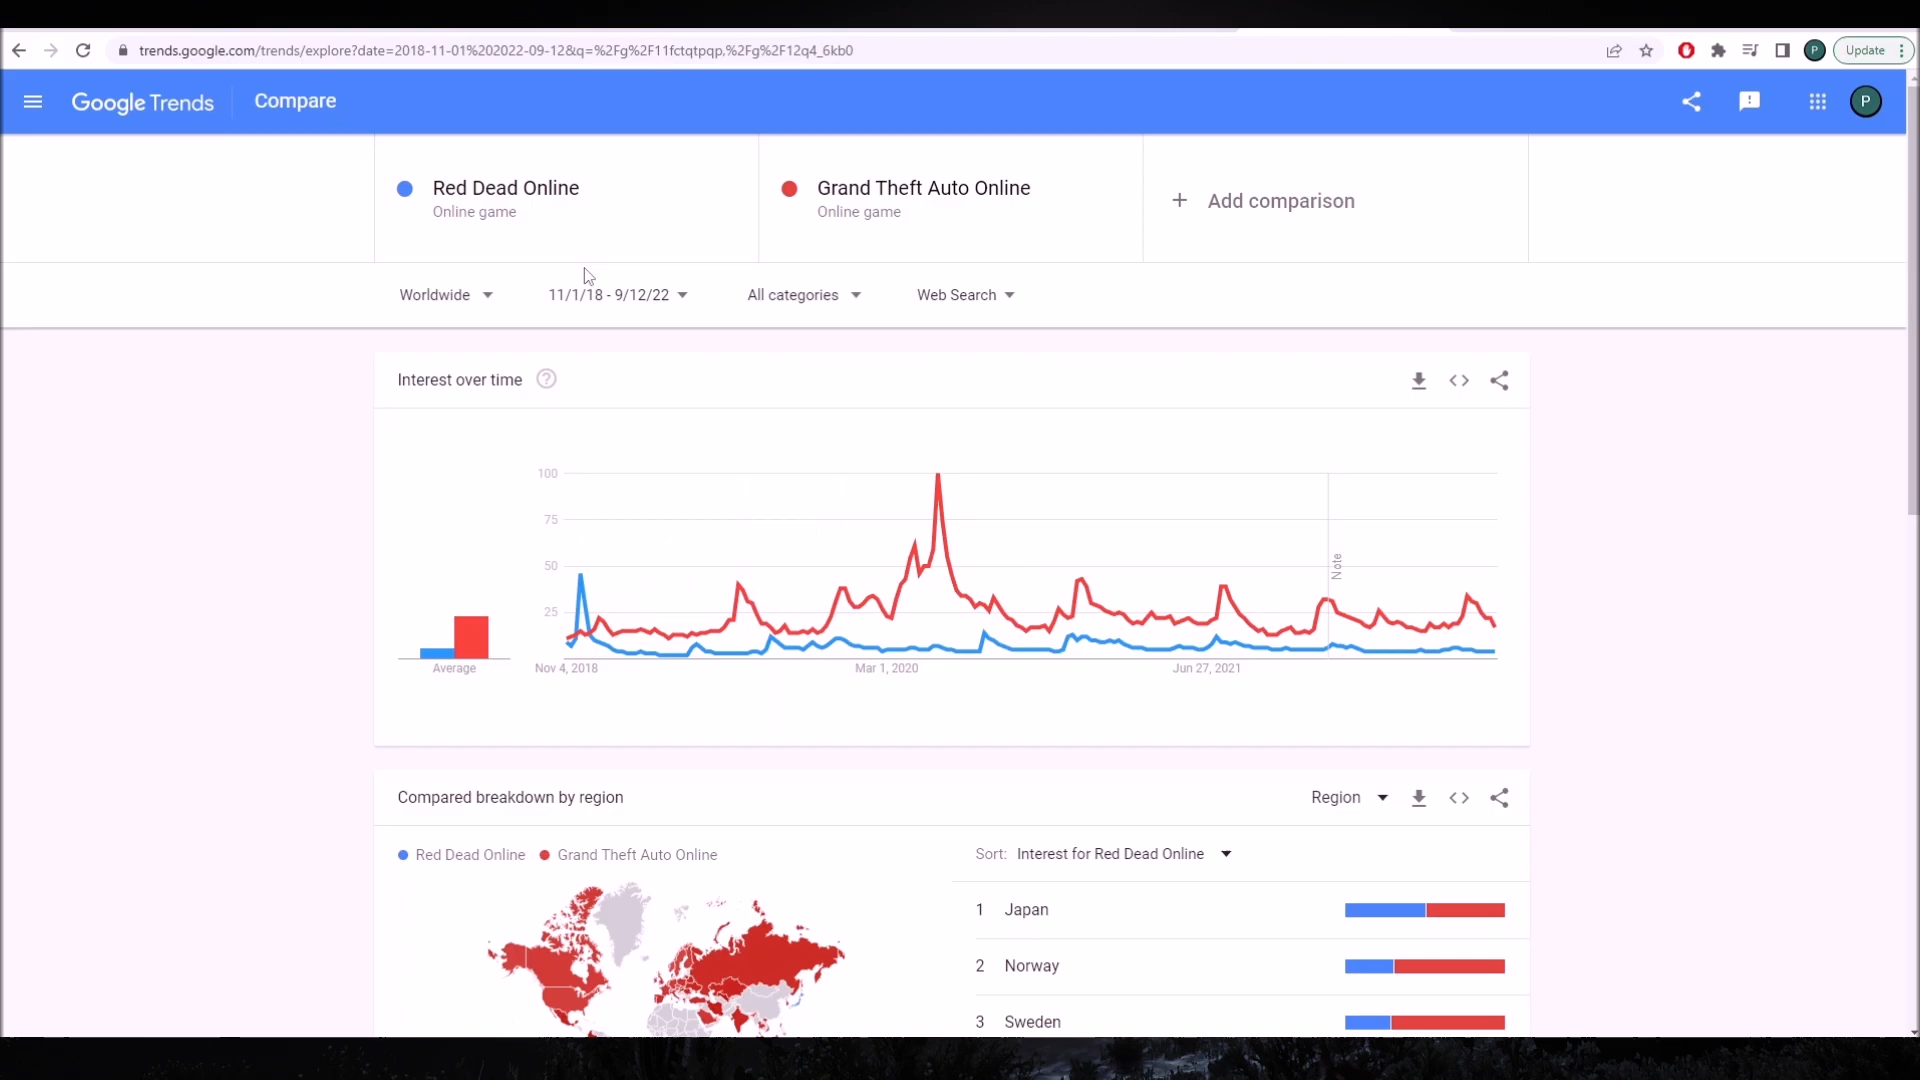 trends.google.com/trends/explore?date=2018-11-01%202022-09-12&q=%2Fg%2F11fctqtpqp,%2Fg%2F12q4_6kb0
P
Update
Google Trends
Compare
P
Red Dead Online
Online game
Grand Theft Auto Online
Online game
+ Add comparison
Worldwide
11/1/18 - 9/12/22
All categories
Web Search
Interest over time
?
100
75
50
25
Note
Average
Nov 4, 2018
Mar 1, 2020
Jun 27, 2021
Compared breakdown by region
Region
Red Dead Online
Grand Theft Auto Online
Sort: Interest for Red Dead Online
1 Japan
2 Norway
3 Sweden